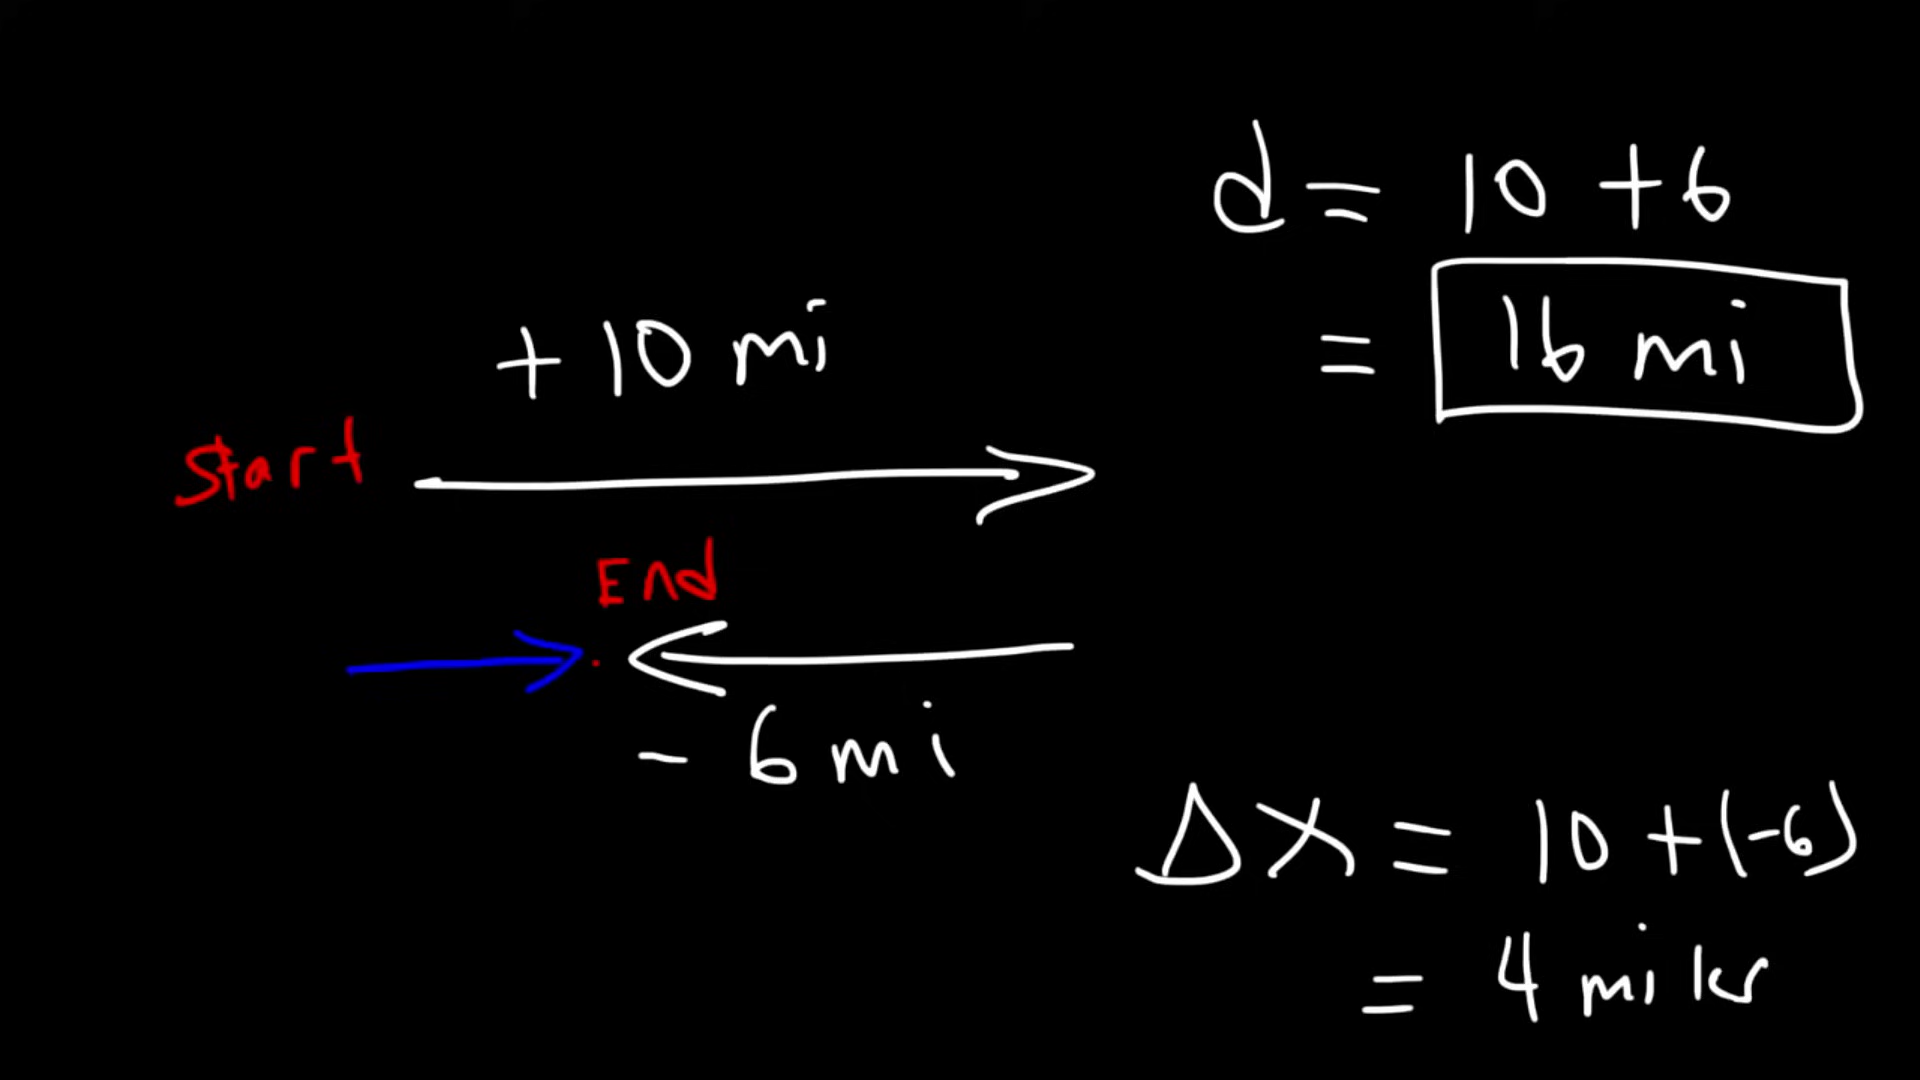 d = 10 + 6
= 16 mi
+ 10 mi
Start
End
- 6 mi
Δx = 10 + (-6)
= 4 miles